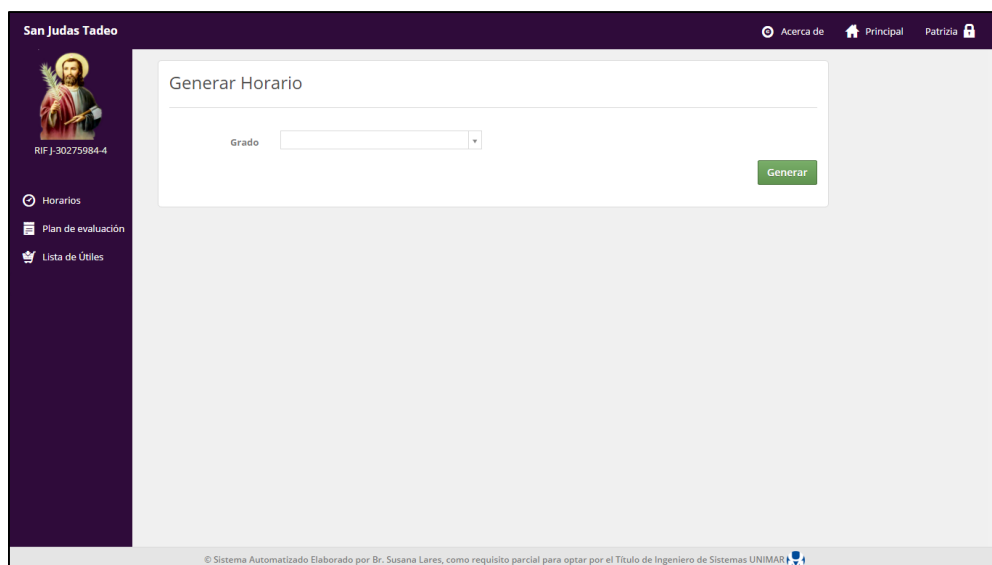 San Judas Tadeo
Acerca de
Principal
Patrizia
RIF J-30275984-4
Horarios
Plan de evaluación
Lista de Útiles
Generar Horario
Grado
Generar
© Sistema Automatizado Elaborado por Br. Susana Lares, como requisito parcial para optar por el Título de Ingeniero de Sistemas UNIMAR